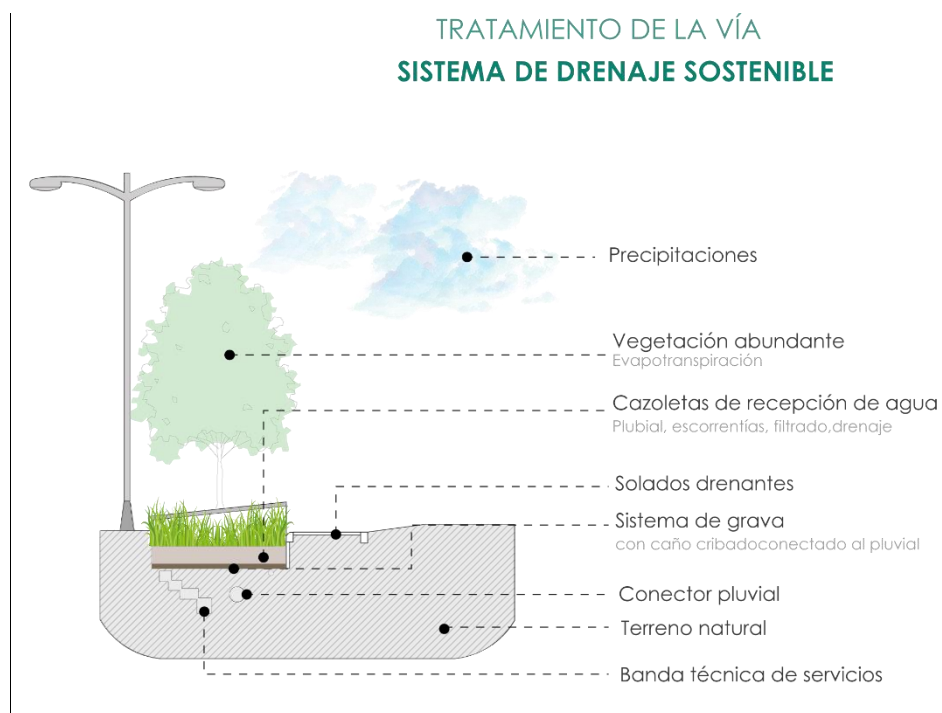 TRATAMIENTO DE LA VÍA
SISTEMA DE DRENAJE SOSTENIBLE
Precipitaciones
Vegetación abundante
Evapotranspiración
Cazoletas de recepción de agua
Plubial, escorrentías, filtrado,drenaje
Solados drenantes
Sistema de grava
con caño cribadoconectado al pluvial
Conector pluvial
Terreno natural
Banda técnica de servicios